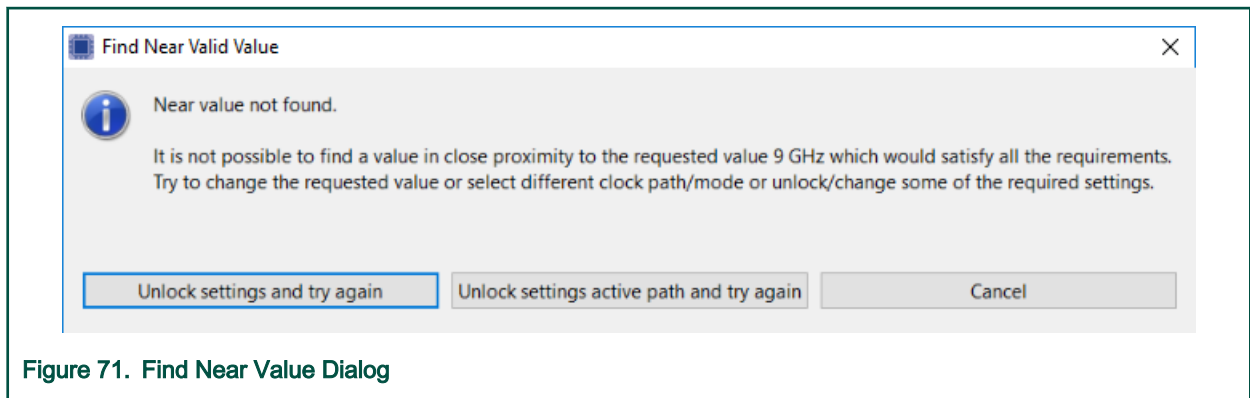 Find Near Valid Value
Near value not found.
It is not possible to find a value in close proximity to the requested value 9 GHz which would satisfy all the requirements.
Try to change the requested value or select different clock path/mode or unlock/change some of the required settings.
Unlock settings and try again Unlock settings active path and try again Cancel
Figure 71. Find Near Value Dialog